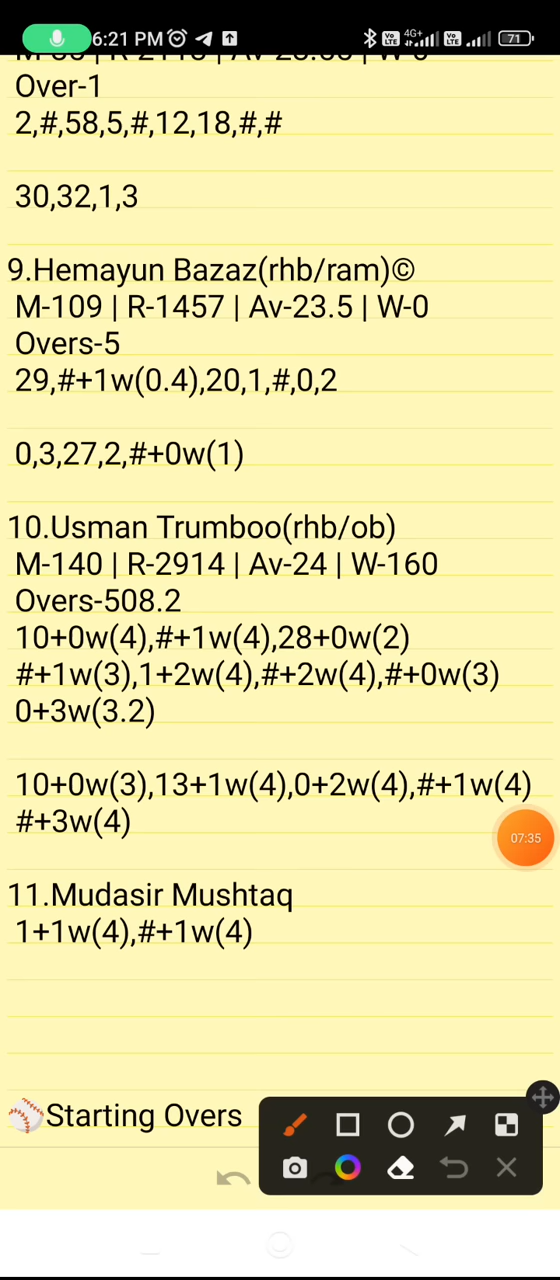 6:21 PM
4G+
Vo
LTE
Vo
LTE
71
Over-1
2,#,58,5,#,12,18,#,#
30,32,1,3
9.Hemayun Bazaz(rhb/ram)©
M-109 | R-1457 | Av-23.5 | W-0
Overs-5
29,#+1w(0.4),20,1,#,0,2
0,3,27,2,#+0w(1)
10.Usman Trumboo(rhb/ob)
M-140 | R-2914 | Av-24 | W-160
Overs-508.2
10+0w(4),#+1w(4),28+0w(2)
#+1w(3),1+2w(4),#+2w(4),#+0w(3)
0+3w(3.2)
10+0w(3),13+1w(4),0+2w(4),#+1w(4)
#+3w(4)
07:35
11.Mudasir Mushtaq
1+1w(4),#+1w(4)
Starting Overs